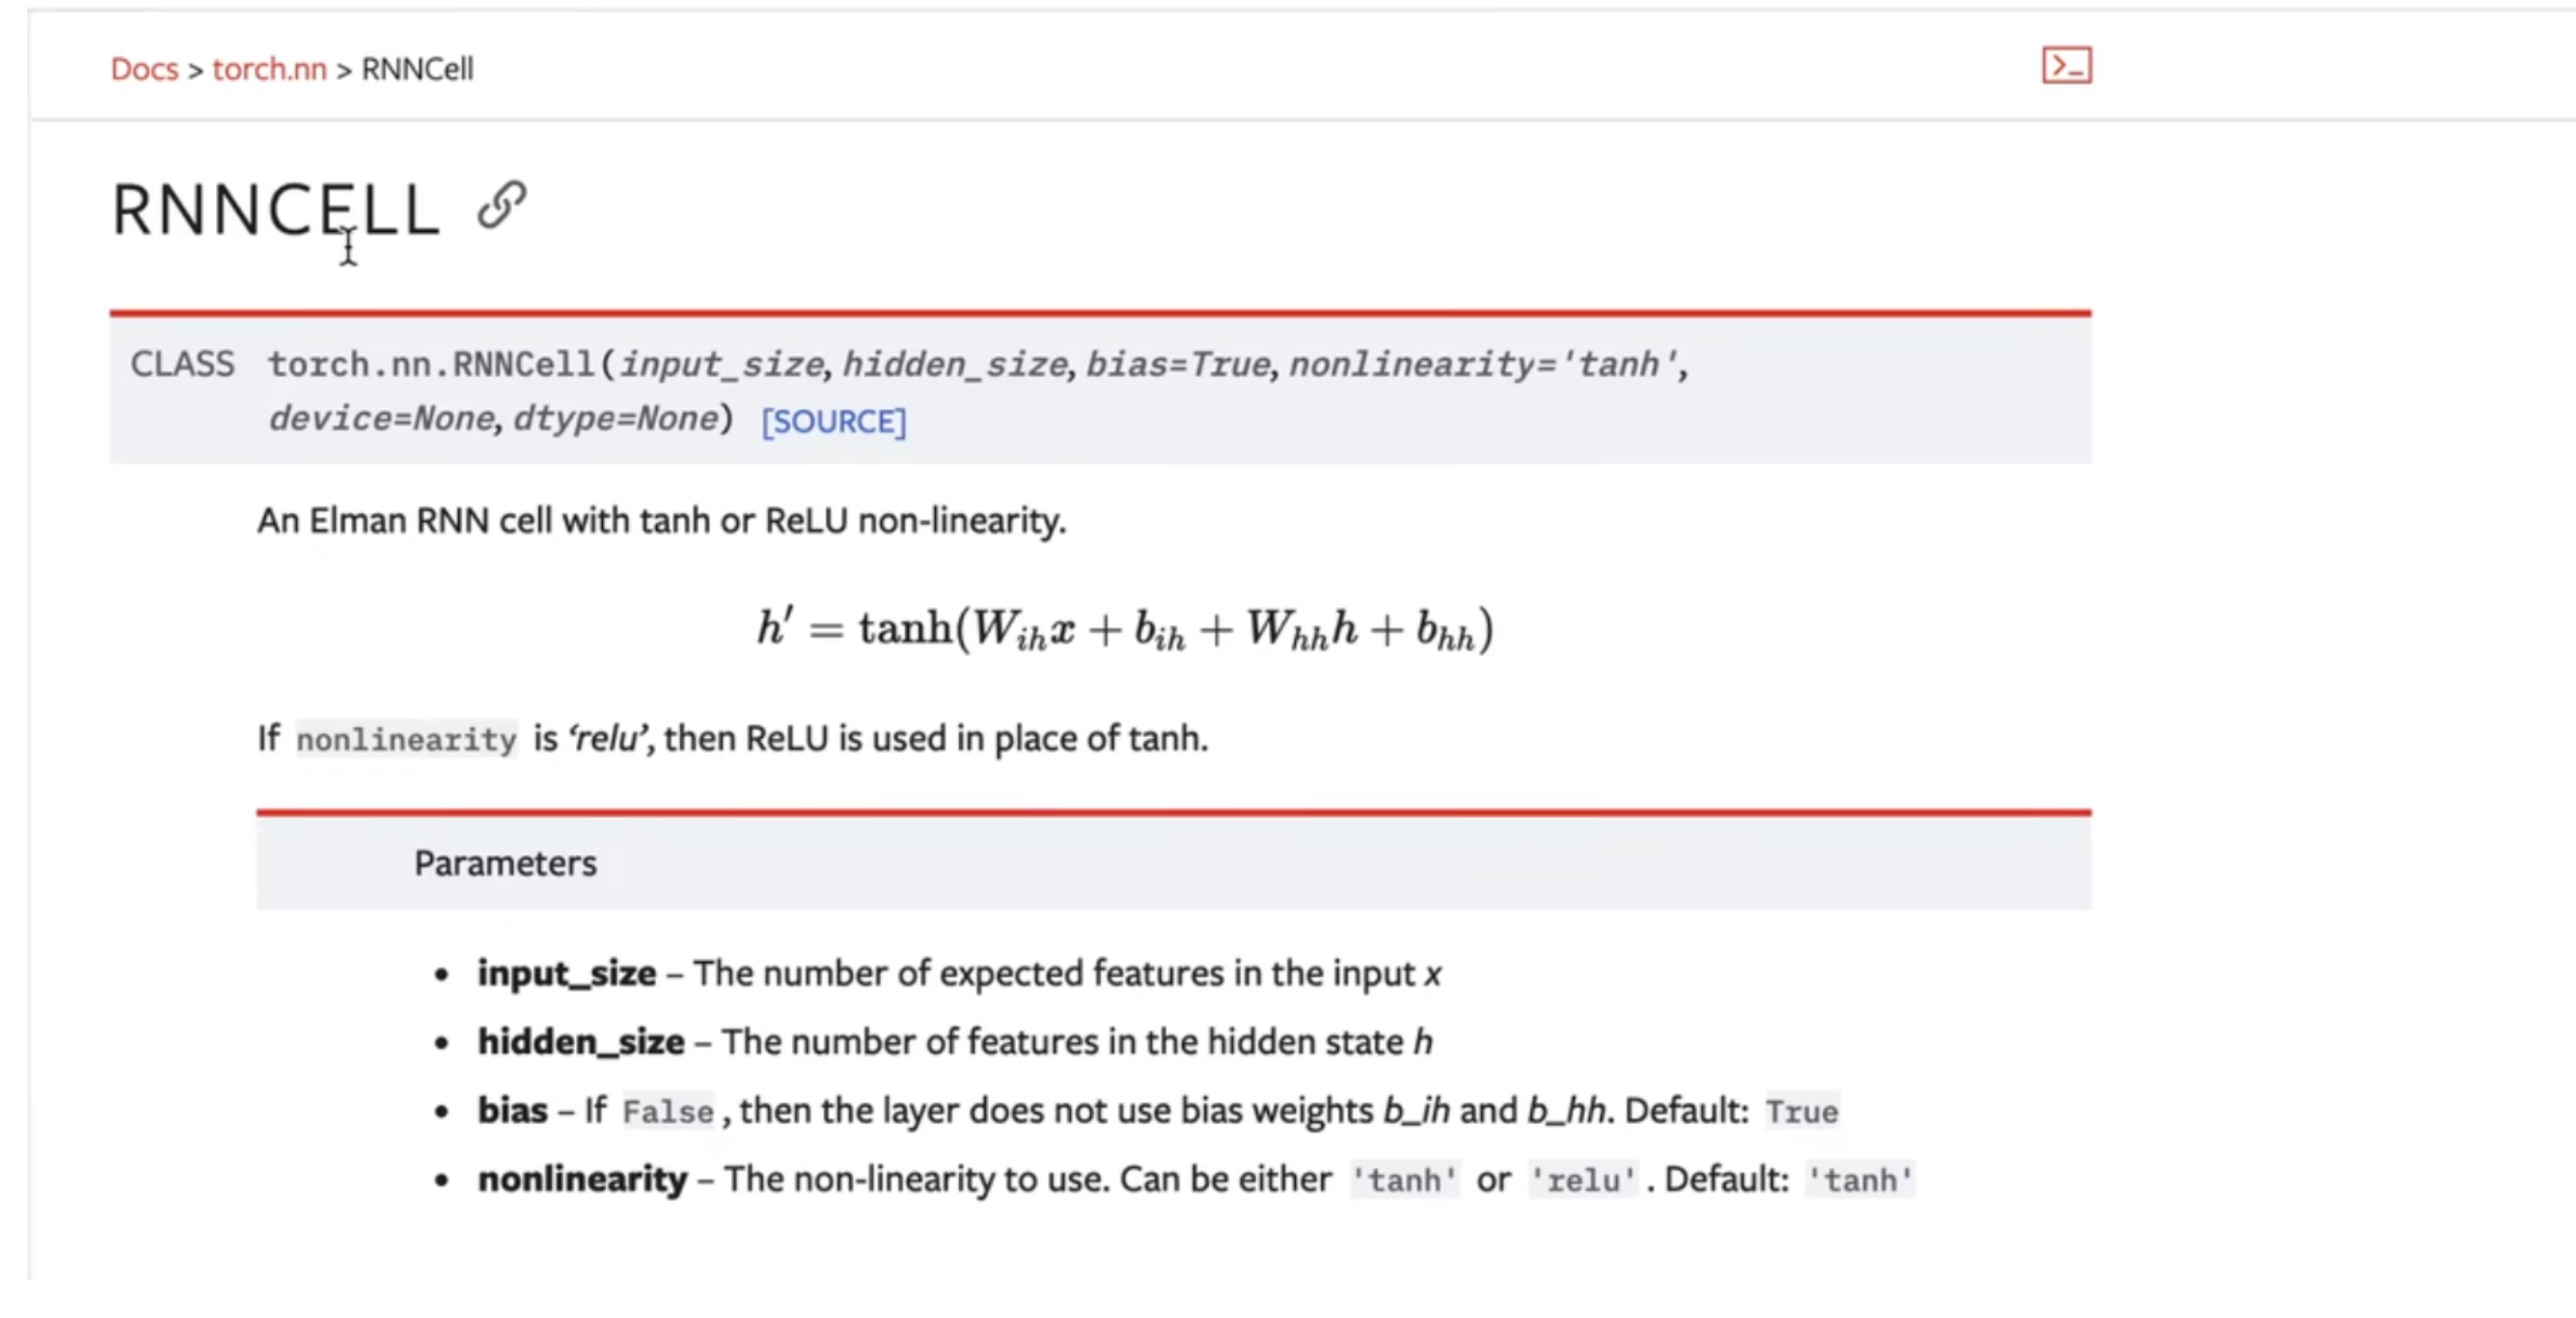 Docs > torch.nn > RNNCell
>_
RNNCELL
CLASS torch.nn.RNNCell(input_size, hidden_size, bias=True, nonlinearity='tanh',
device=None, dtype=None) [SOURCE]
An Elman RNN cell with tanh or ReLU non-linearity.
h′ = tanh(W_{ih}x + b_{ih} + W_{hh}h + b_{hh})
If nonlinearity is ‘relu’, then ReLU is used in place of tanh.
Parameters
• input_size – The number of expected features in the input x
• hidden_size – The number of features in the hidden state h
• bias – If False, then the layer does not use bias weights b_ih and b_hh. Default: True
• nonlinearity – The non-linearity to use. Can be either 'tanh' or 'relu'. Default: 'tanh'